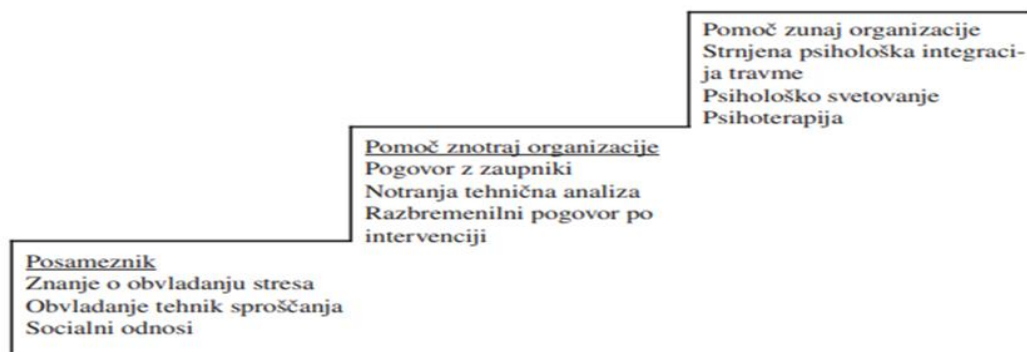 Pomoč zunaj organizacije
Strnjena psihološka integraci-
ja travme
Psihološko svetovanje
Psihoterapija
Pomoč znotraj organizacije
Pogovor z zaupniki
Notranja tehnična analiza
Razbremenilni pogovor po
intervenciji
Posameznik
Znanje o obvladanju stresa
Obvladanje tehnik sproščanja
Socialni odnosi